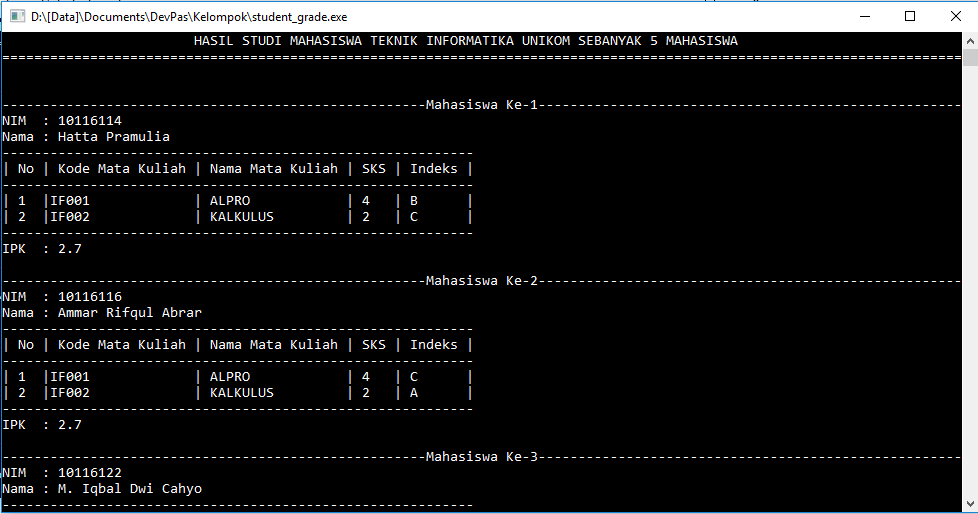 D:\[Data]\Documents\DevPas\Kelompok\student_grade.exe
HASIL STUDI MAHASISWA TEKNIK INFORMATIKA UNIKOM SEBANYAK 5 MAHASISWA
========================================================================================================================
-----------------------------------------------------Mahasiswa Ke-1-----------------------------------------------------
NIM  : 10116114
Nama : Hatta Pramulia
-----------------------------------------------------------
| No | Kode Mata Kuliah | Nama Mata Kuliah | SKS | Indeks |
-----------------------------------------------------------
| 1  |IF001             | ALPRO            | 4   | B      |
| 2  |IF002             | KALKULUS         | 2   | C      |
-----------------------------------------------------------
IPK  : 2.7
-----------------------------------------------------Mahasiswa Ke-2-----------------------------------------------------
NIM  : 10116116
Nama : Ammar Rifqul Abrar
-----------------------------------------------------------
| No | Kode Mata Kuliah | Nama Mata Kuliah | SKS | Indeks |
-----------------------------------------------------------
| 1  |IF001             | ALPRO            | 4   | C      |
| 2  |IF002             | KALKULUS         | 2   | A      |
-----------------------------------------------------------
IPK  : 2.7
-----------------------------------------------------Mahasiswa Ke-3-----------------------------------------------------
NIM  : 10116122
Nama : M. Iqbal Dwi Cahyo
-----------------------------------------------------------